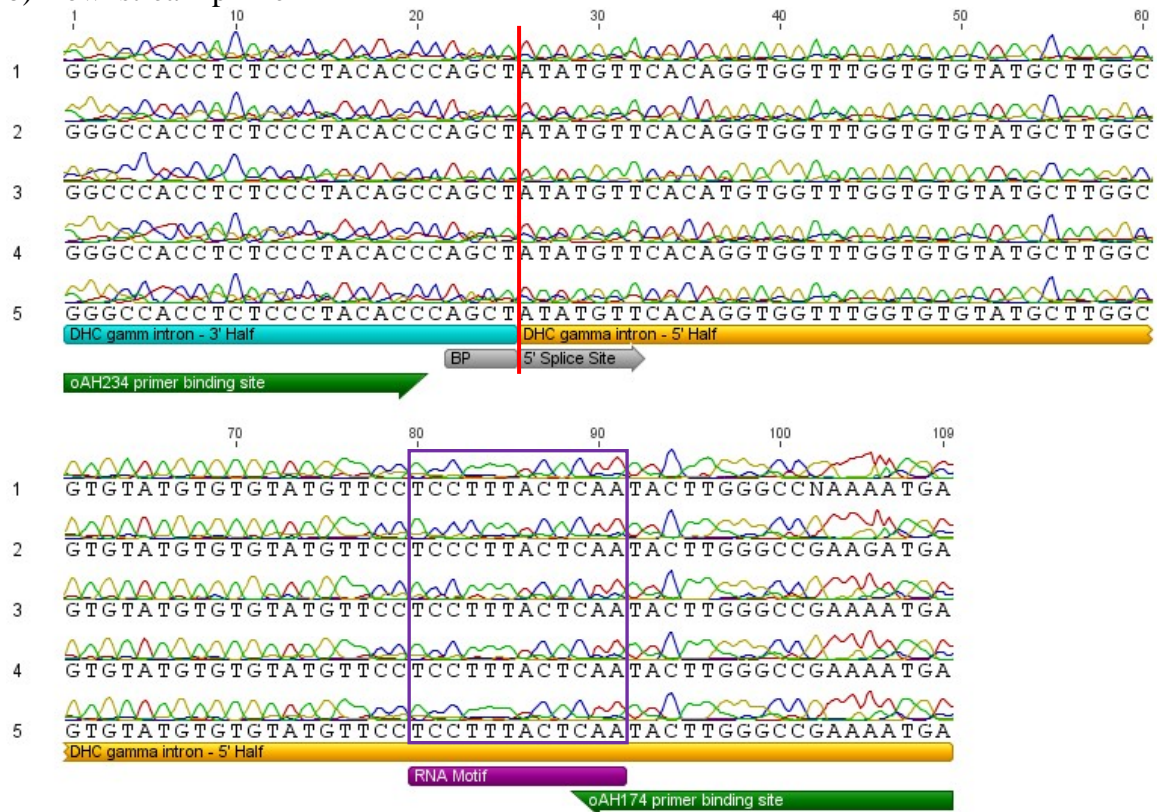 1 10 20 30 40 50 60
1 GGGCCACCTCTCCCTACACCCAGCTATATGTTCACAGGTGGTTTGGTGTGTATGCTTGGC
2 GGGCCACCTCTCCCTACACCCAGCTATATGTTCACAGGTGGTTTGGTGTGTATGCTTGGC
3 GGCCCACCTCTCCCTACAGCCAGCTATATGTTCACATGTGGTTTGGTGTGTATGCTTGGC
4 GGGCCACCTCTCCCTACACCCAGCTATATGTTCACAGGTGGTTTGGTGTGTATGCTTGGC
5 GGGCCACCTCTCCCTACACCCAGCTATATGTTCACAGGTGGTTTGGTGTGTATGCTTGGC
DHC gamm intron - 3' Half DHC gamma intron - 5' Half
BP 5' Splice Site
oAH234 primer binding site
70 80 90 100 109
1 GTGTATGTGTGTATGTTCCTCCTTTACTCAATACTTGGGCCNAAAATGA
2 GTGTATGTGTGTATGTTCCTCCCTTACTCAATACTTGGGCCGAAGATGA
3 GTGTATGTGTGTATGTTCCTCCTTTACTCAATACTTGGGCCGAAAATGA
4 GTGTATGTGTGTATGTTCCTCCTTTACTCAATACTTGGGCCGAAAATGA
5 GTGTATGTGTGTATGTTCCTCCTTTACTCAATACTTGGGCCGAAAATGA
DHC gamma intron - 5' Half
RNA Motif
oAH174 primer binding site